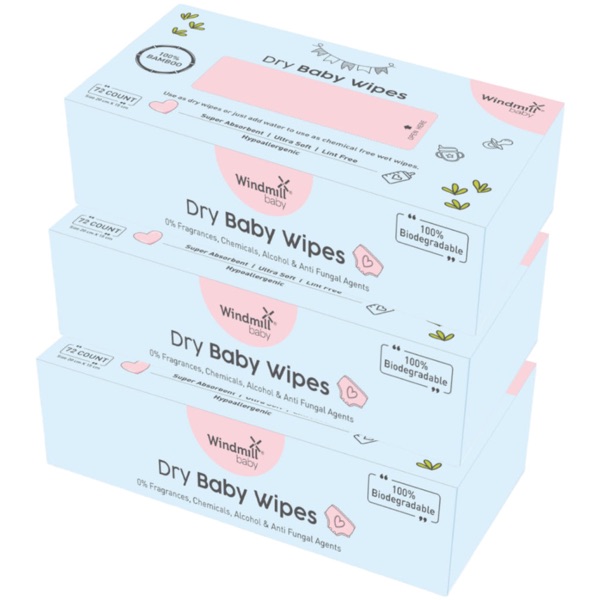 Dry Baby Wipes
100%
BAMBOO
Windmill
baby
72 COUNT
Use as dry wipes or just add water to use as chemical free wet wipes.
OPEN HERE
Super Absorbent | Ultra Soft | Lint Free
Hypoallergenic
Windmill
baby
Dry Baby Wipes
0% Fragrances, Chemicals, Alcohol & Anti Fungal Agents
“ 100%
Biodegradable ”
72 COUNT
Super Absorbent | Ultra Soft | Lint Free
Hypoallergenic
Windmill
baby
Dry Baby Wipes
0% Fragrances, Chemicals, Alcohol & Anti Fungal Agents
“ 100%
Biodegradable ”
72 COUNT
Super Absorbent
Hypoallergenic
Windmill
baby
Dry Baby Wipes
0% Fragrances, Chemicals, Alcohol & Anti Fungal Agents
“ 100%
Biodegradable ”